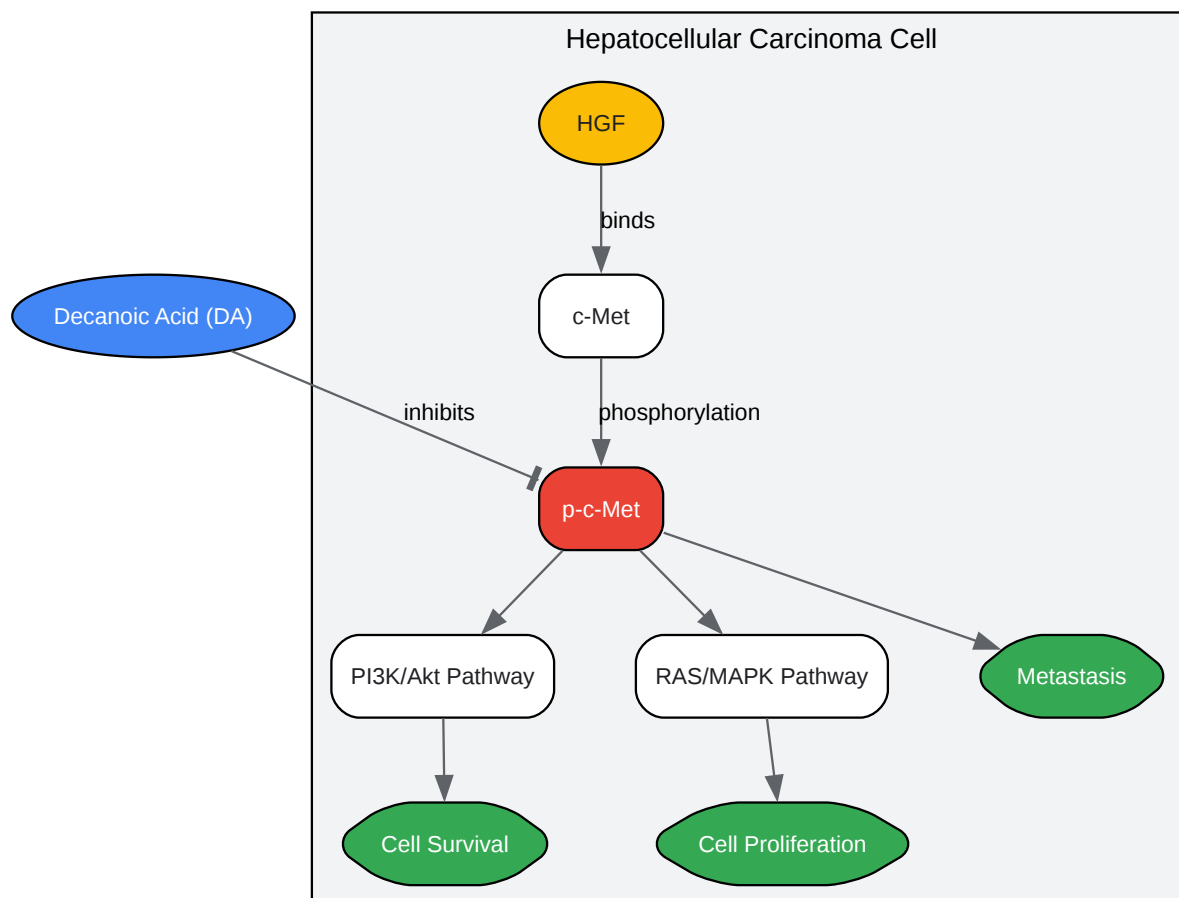 Hepatocellular Carcinoma Cell
HGF
binds
Decanoic Acid (DA)
c-Met
inhibits
phosphorylation
p-c-Met
PI3K/Akt Pathway
RAS/MAPK Pathway
Metastasis
Cell Survival
Cell Proliferation